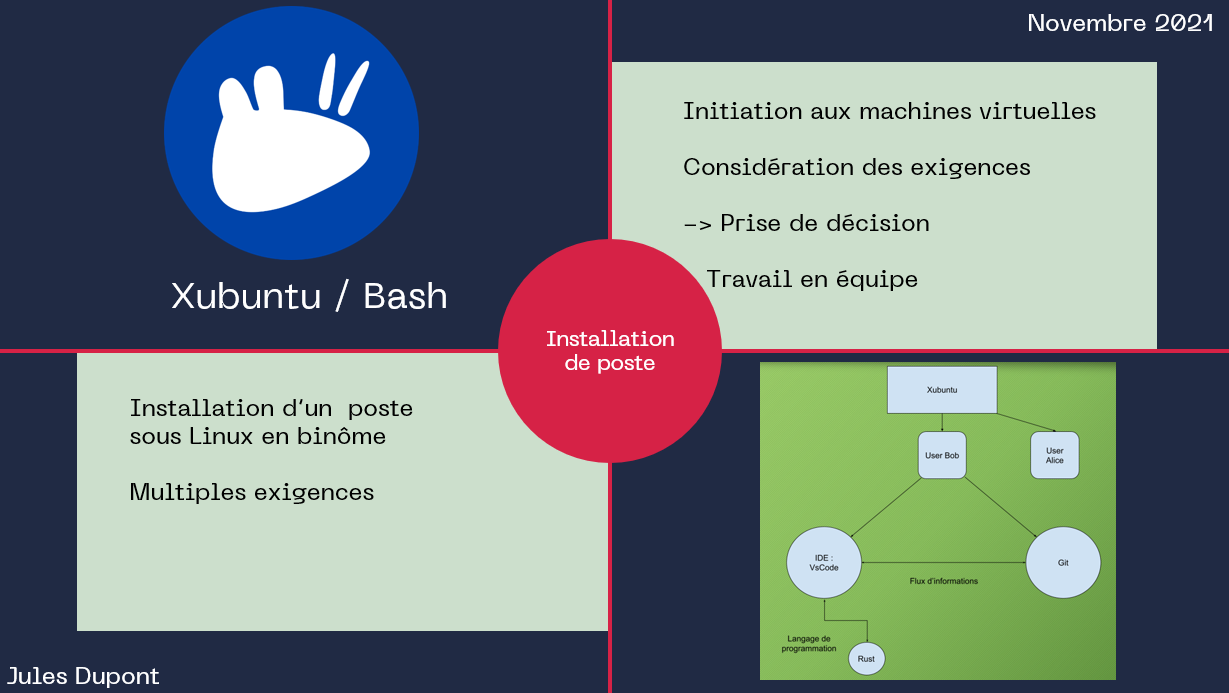 Novembre 2021
Xubuntu / Bash
Initiation aux machines virtuelles
Considération des exigences
-> Prise de décision
Travail en équipe
Installation
de poste
Installation d'un  poste
sous Linux en binôme
Multiples exigences
Xubuntu
User Bob
User
Alice
IDE :
VsCode
Git
Flux d'informations
Langage de
programmation
Rust
Jules Dupont